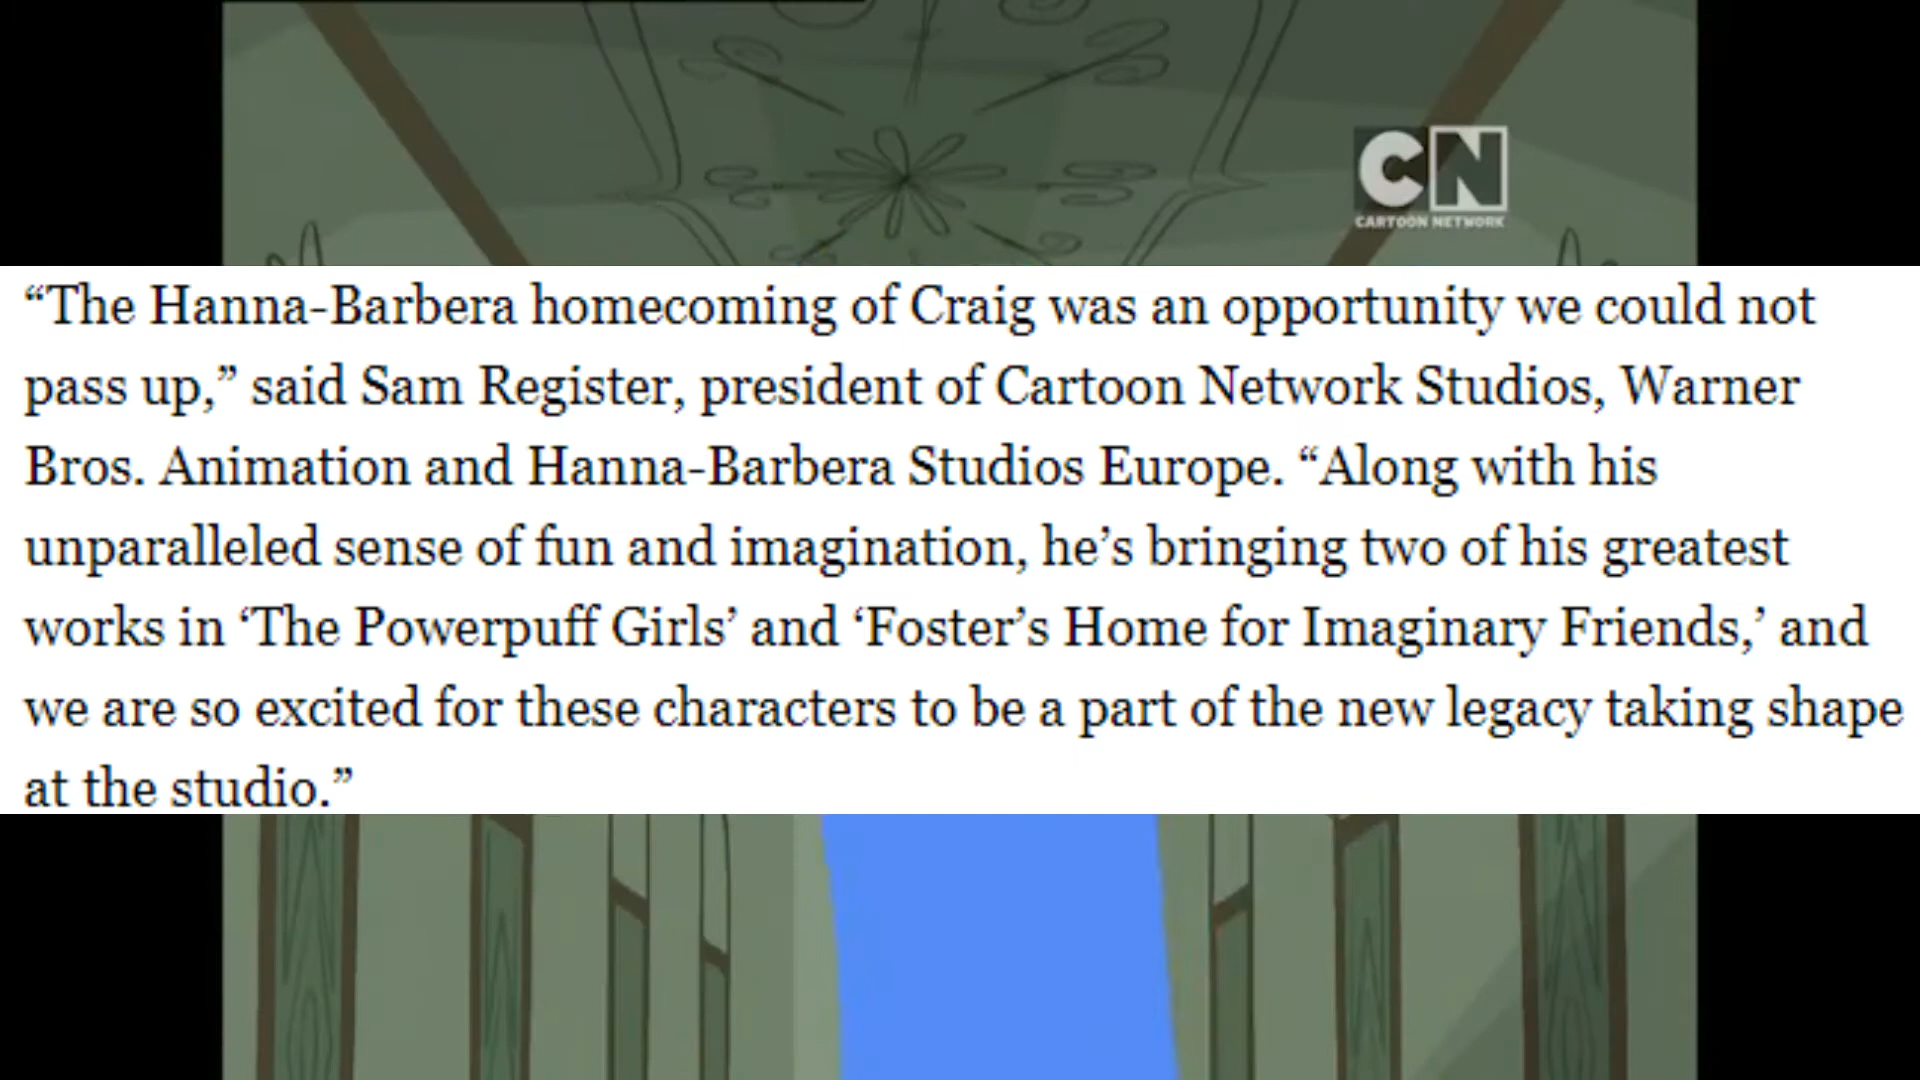 CN
CARTOON NETWORK
“The Hanna-Barbera homecoming of Craig was an opportunity we could not
pass up,” said Sam Register, president of Cartoon Network Studios, Warner
Bros. Animation and Hanna-Barbera Studios Europe. “Along with his
unparalleled sense of fun and imagination, he’s bringing two of his greatest
works in ‘The Powerpuff Girls’ and ‘Foster’s Home for Imaginary Friends,’ and
we are so excited for these characters to be a part of the new legacy taking shape
at the studio.”